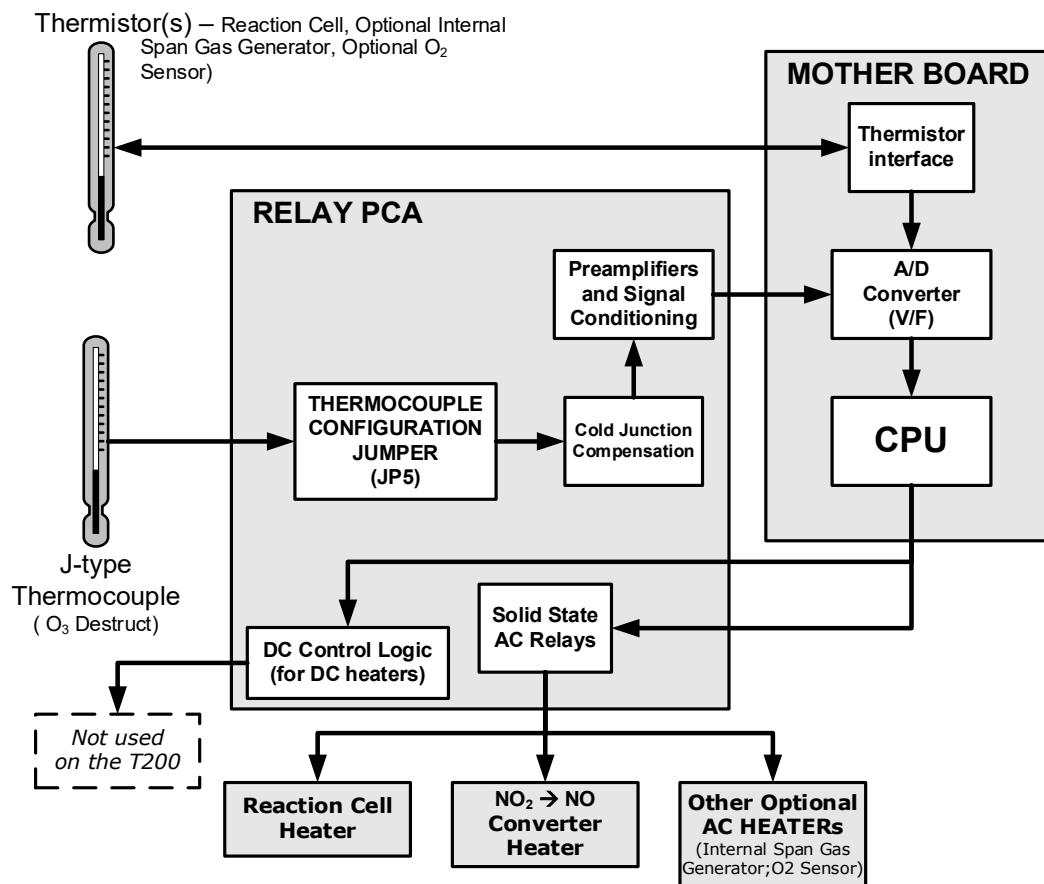 Thermistor(s) – Reaction Cell, Optional Internal
Span Gas Generator, Optional O₂
Sensor)
MOTHER BOARD
Thermistor
interface
RELAY PCA
Preamplifiers
and Signal
Conditioning
A/D
Converter
(V/F)
THERMOCOUPLE
CONFIGURATION
JUMPER
(JP5)
Cold Junction
Compensation
CPU
J-type
Thermocouple
( O₃ Destruct)
Solid State
AC Relays
DC Control Logic
(for DC heaters)
Not used
on the T200
Reaction Cell
Heater
NO₂ → NO
Converter
Heater
Other Optional
AC HEATERs
(Internal Span Gas
Generator;O2 Sensor)